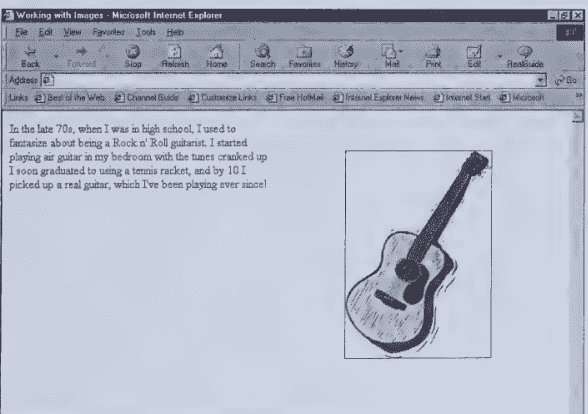 Working with Images - Microsoft Internet Explorer
File Edit View Favorites Tools Help
Back Forward Stop Refresh Home Search Favorites History Mail Print Edit RealGuide
Address Go
Links Best of the Web Channel Guide Customize Links Free HotMail Internet Explorer News Internet Start Microsoft
In the late 70s, when I was in high school, I used to
fantasize about being a Rock n' Roll guitarist. I started
playing air guitar in my bedroom with the tunes cranked up
I soon graduated to using a tennis racket, and by 10 I
picked up a real guitar, which I've been playing ever since!